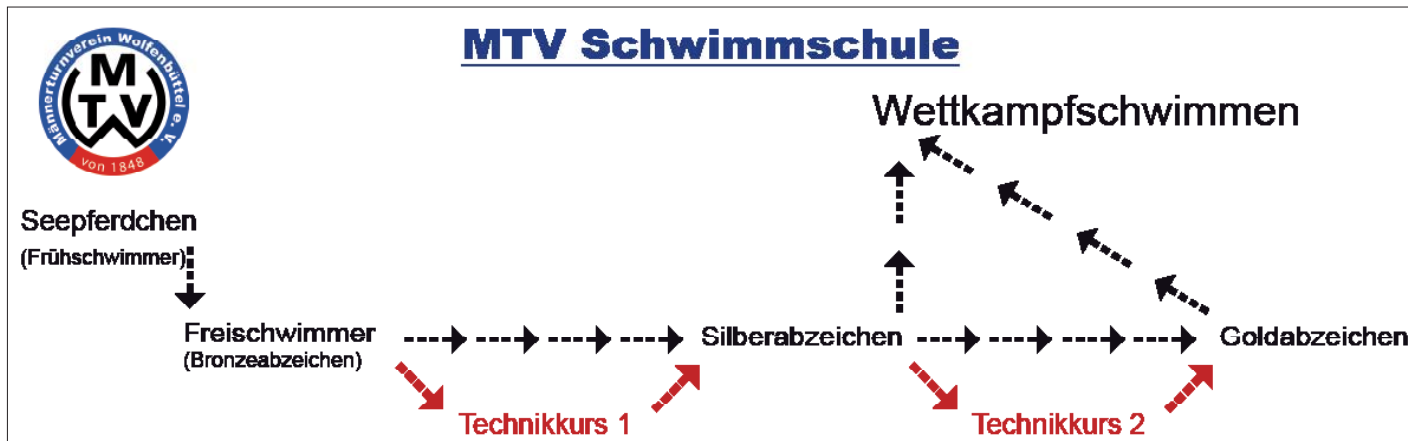 Männerturnverein Wolfenbüttel e. V.
MTV
von 1848
MTV Schwimmschule
Wettkampfschwimmen
Seepferdchen
(Frühschwimmer)
Freischwimmer
(Bronzeabzeichen)
Silberabzeichen
Goldabzeichen
Technikkurs 1
Technikkurs 2